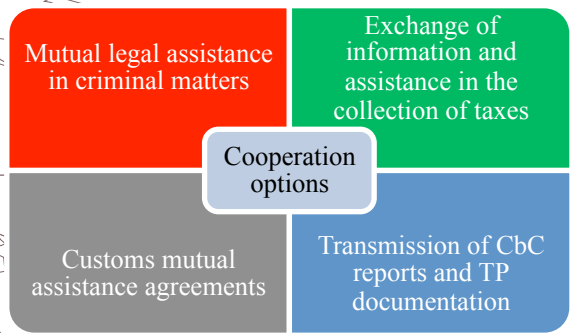 Mutual legal assistance
in criminal matters
Exchange of
information and
assistance in the
collection of taxes
Cooperation
options
Customs mutual
assistance agreements
Transmission of CbC
reports and TP
documentation